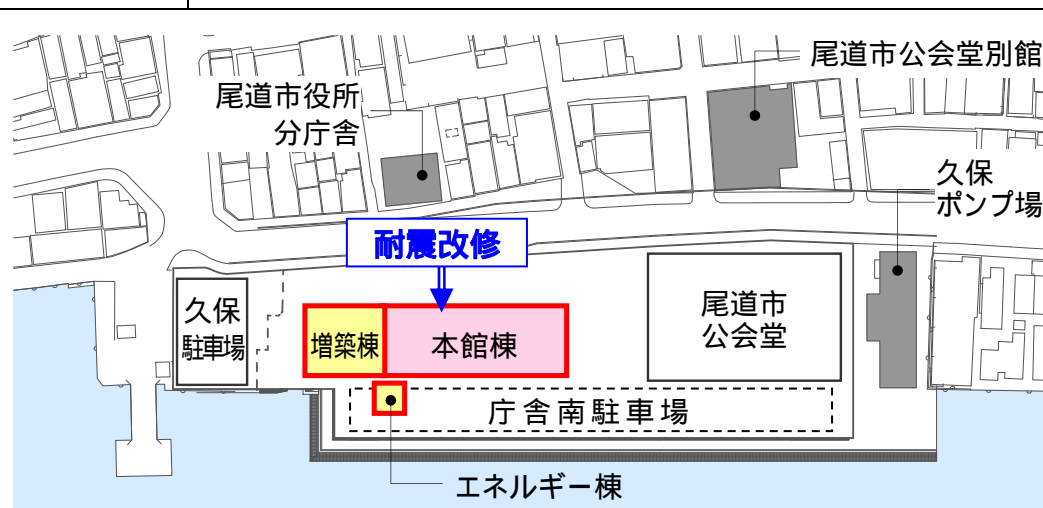 尾道市公会堂別館
尾道市役所
分庁舎
久保
ポンプ場
耐震改修
久保
駐車場
増築棟
本館棟
尾道市
公会堂
庁舎南駐車場
エネルギー棟